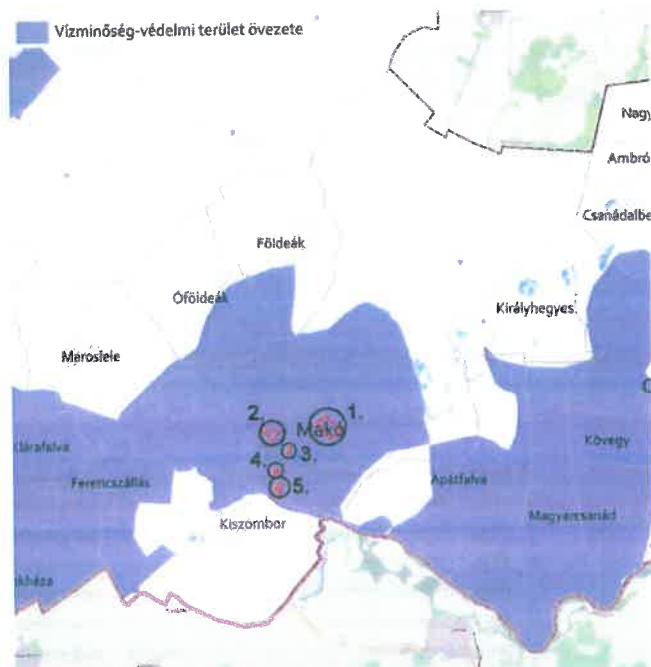 Vízminőség-védelmi terület övezete
Nagy
Ambró
Csanádalbe
Földeák
Óföldeák
Királyhegyes
Maroslele
2.
1.
Makó
3.
Klárafalva
Kövegy
4.
Ferencszállás
Apátfalva
5.
Kiszombor
Magyarcsanád